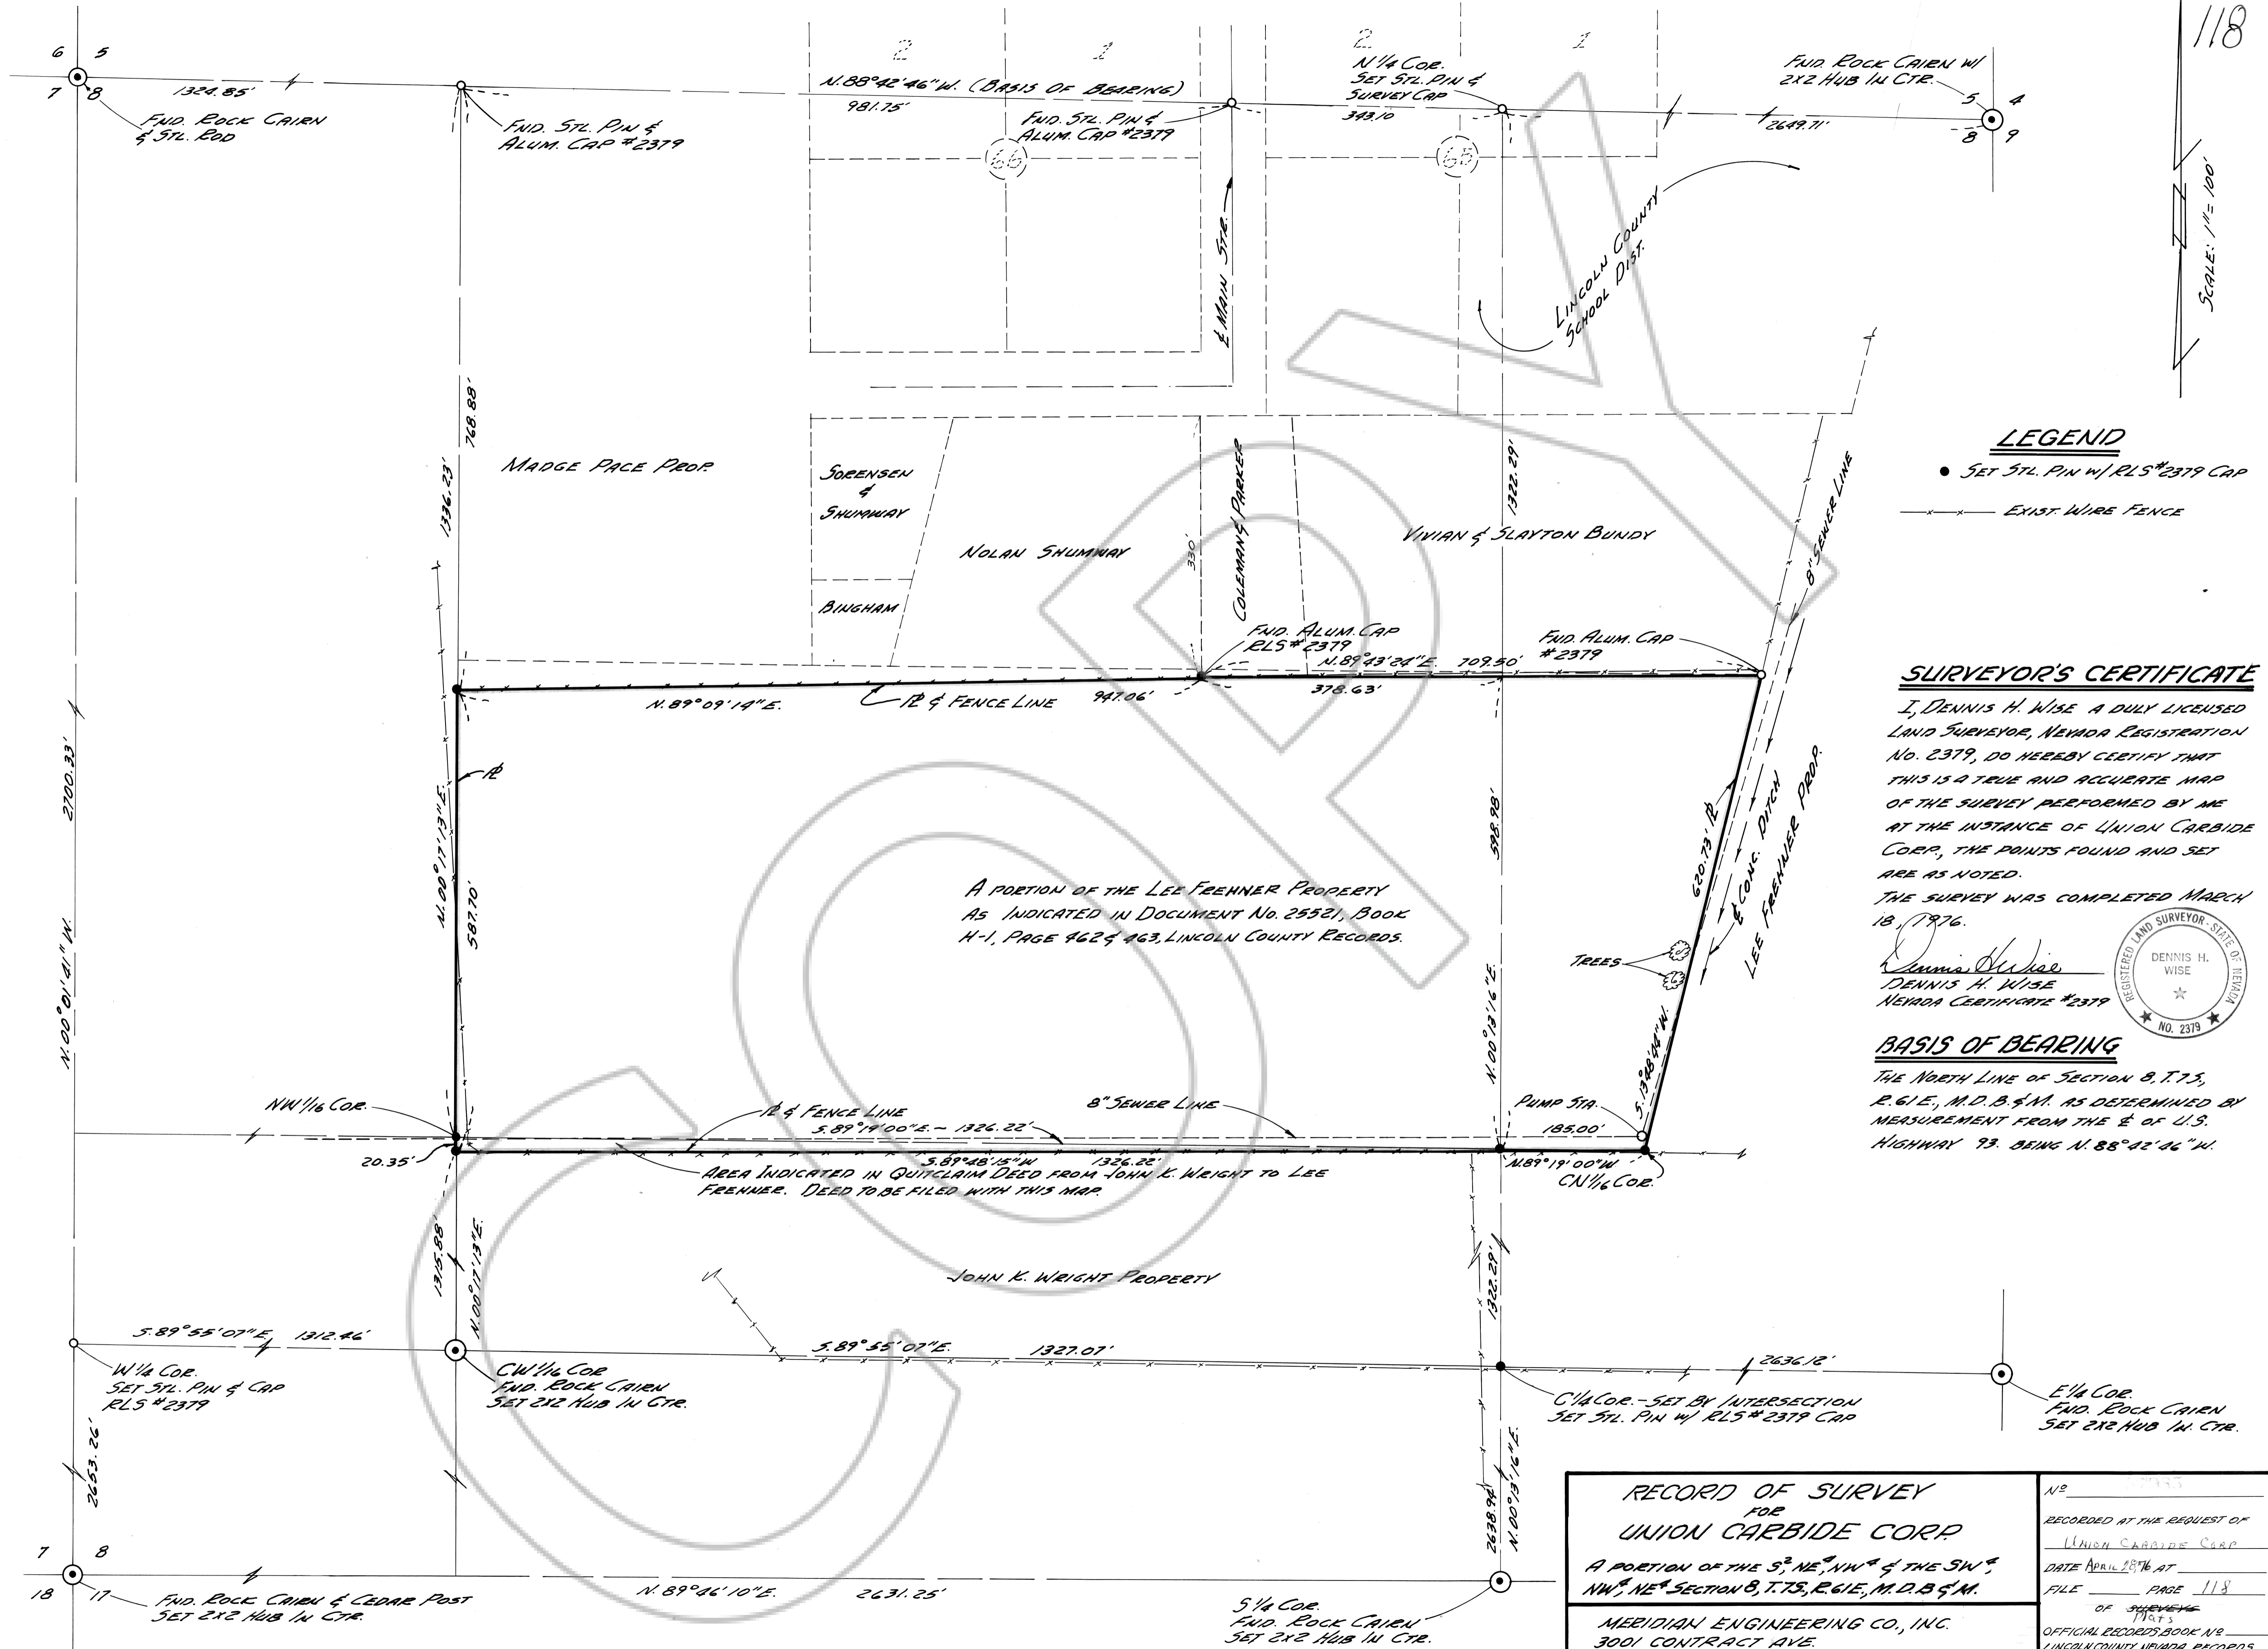 118
6 5
7 8
1324.85'
FND. ROCK CAIRN
& STL. ROD
FND. STL. PIN &
ALUM. CAP #2379
2 1
N.88°42'46"W. (BASIS OF BEARING)
981.75'
FND. STL. PIN &
ALUM. CAP #2379
66
2 1
N 1/4 COR.
SET STL. PIN &
SURVEY CAP
343.10
65
2649.71'
FND. ROCK CAIRN W/
2X2 HUB IN CTR.
5 4
8 9
SCALE: 1" = 100'
℄ MAIN STR.
LINCOLN COUNTY
SCHOOL DIST.
768.88'
1336.23'
MADGE PACE PROP.
SORENSEN
&
SHUMWAY
BINGHAM
NOLAN SHUMWAY
330'
COLEMAN & PARKER
1322.29'
VIVIAN & SLAYTON BUNDY
8" SEWER LINE
LEGEND
SET STL. PIN W/ RLS #2379 CAP
EXIST. WIRE FENCE
FND. ALUM. CAP
RLS #2379
N.89°43'24"E. 709.50'
378.63'
FND. ALUM. CAP
#2379
N.89°09'14"E.
℄ & FENCE LINE
947.06'
2700.33'
N.00°01'41"W.
N.00°17'13"E.
587.70'
598.98'
N.00°13'16"E.
620.73'
S.13°48'44"W.
℄ CONC. DITCH
LEE FREHNER PROP.
A PORTION OF THE LEE FREHNER PROPERTY
AS INDICATED IN DOCUMENT NO. 25521, BOOK
H-1, PAGE 462 & 463, LINCOLN COUNTY RECORDS.
TREES
SURVEYOR'S CERTIFICATE
I, DENNIS H. WISE A DULY LICENSED
LAND SURVEYOR, NEVADA REGISTRATION
NO. 2379, DO HEREBY CERTIFY THAT
THIS IS A TRUE AND ACCURATE MAP
OF THE SURVEY PERFORMED BY ME
AT THE INSTANCE OF UNION CARBIDE
CORP., THE POINTS FOUND AND SET
ARE AS NOTED.
THE SURVEY WAS COMPLETED MARCH
18, 1976.
Dennis H Wise
DENNIS H. WISE
NEVADA CERTIFICATE #2379
REGISTERED LAND SURVEYOR - STATE OF NEVADA
DENNIS H.
WISE
NO. 2379
BASIS OF BEARING
THE NORTH LINE OF SECTION 8, T.7S,
R.61E., M.D.B.&M. AS DETERMINED BY
MEASUREMENT FROM THE ℄ OF U.S.
HIGHWAY 93. BEING N.88°42'46"W.
NW 1/16 COR.
20.35'
℄ & FENCE LINE
S.89°19'00"E. ~ 1326.22'
8" SEWER LINE
PUMP STA.
185.00'
S.89°48'15"W 1326.22'
AREA INDICATED IN QUITCLAIM DEED FROM JOHN K. WRIGHT TO LEE
FREHNER. DEED TO BE FILED WITH THIS MAP.
N.89°19'00"W
CN 1/16 COR.
1315.88'
N.00°17'13"E.
JOHN K. WRIGHT PROPERTY
1322.29'
S.89°55'07"E. 1312.46'
W 1/4 COR.
SET STL. PIN & CAP
RLS #2379
CW 1/16 COR
FND. ROCK CAIRN
SET 2X2 HUB IN CTR.
S.89°55'07"E. 1327.07'
2636.12'
C 1/4 COR. - SET BY INTERSECTION
SET STL. PIN W/ RLS #2379 CAP
E 1/4 COR.
FND. ROCK CAIRN
SET 2X2 HUB IN. CTR.
2653.26'
2638.94'
N.00°13'16"E.
7 8
18 17
FND. ROCK CAIRN & CEDAR POST
SET 2X2 HUB IN CTR.
N.89°46'10"E. 2631.25'
S 1/4 COR.
FND. ROCK CAIRN
SET 2X2 HUB IN CTR.
RECORD OF SURVEY
FOR
UNION CARBIDE CORP.
A PORTION OF THE S², NE⁴, NW⁴ & THE SW⁴,
NW⁴, NE⁴ SECTION 8, T.7S, R.61E., M.D.B & M.
MERIDIAN ENGINEERING CO., INC.
3001 CONTRACT AVE.
Nº
RECORDED AT THE REQUEST OF
UNION CARBIDE CORP
DATE APRIL 28 76 AT
FILE PAGE 118
OF SURVEYS
Plats
OFFICIAL RECORDS BOOK Nº
LINCOLN COUNTY NEVADA RECORDS
COPY